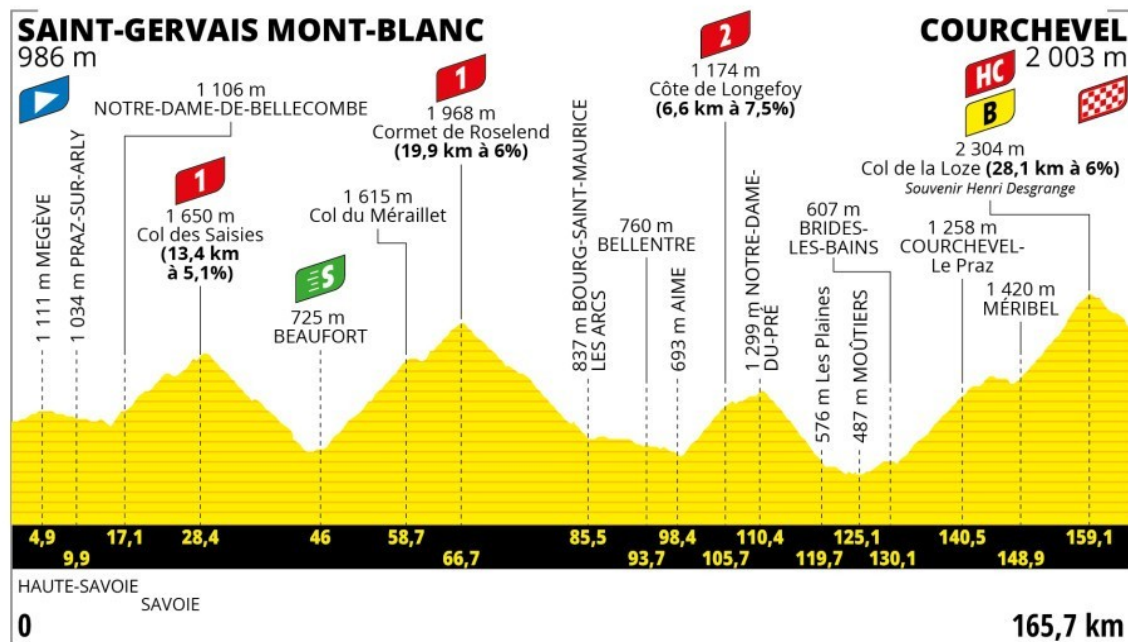 SAINT-GERVAIS MONT-BLANC
986 m
COURCHEVEL
2 003 m
1 111 m MEGÈVE
1 034 m PRAZ-SUR-ARLY
1 106 m
NOTRE-DAME-DE-BELLECOMBE
1
1 650 m
Col des Saisies
(13,4 km
à 5,1%)
S
725 m
BEAUFORT
1 615 m
Col du Méraillet
1
1 968 m
Cormet de Roselend
(19,9 km à 6%)
837 m BOURG-SAINT-MAURICE
LES ARCS
760 m
BELLENTRE
693 m AIME
2
1 174 m
Côte de Longefoy
(6,6 km à 7,5%)
1 299 m NOTRE-DAME-
DU-PRÉ
576 m Les Plaines
487 m MOÛTIERS
607 m
BRIDES-
LES-BAINS
1 258 m
COURCHEVEL-
Le Praz
1 420 m
MÉRIBEL
HC
B
2 304 m
Col de la Loze (28,1 km à 6%)
Souvenir Henri Desgrange
4,9
9,9
17,1
28,4
46
58,7
66,7
85,5
93,7
98,4
105,7
110,4
119,7
125,1
130,1
140,5
148,9
159,1
HAUTE-SAVOIE
SAVOIE
0
165,7 km